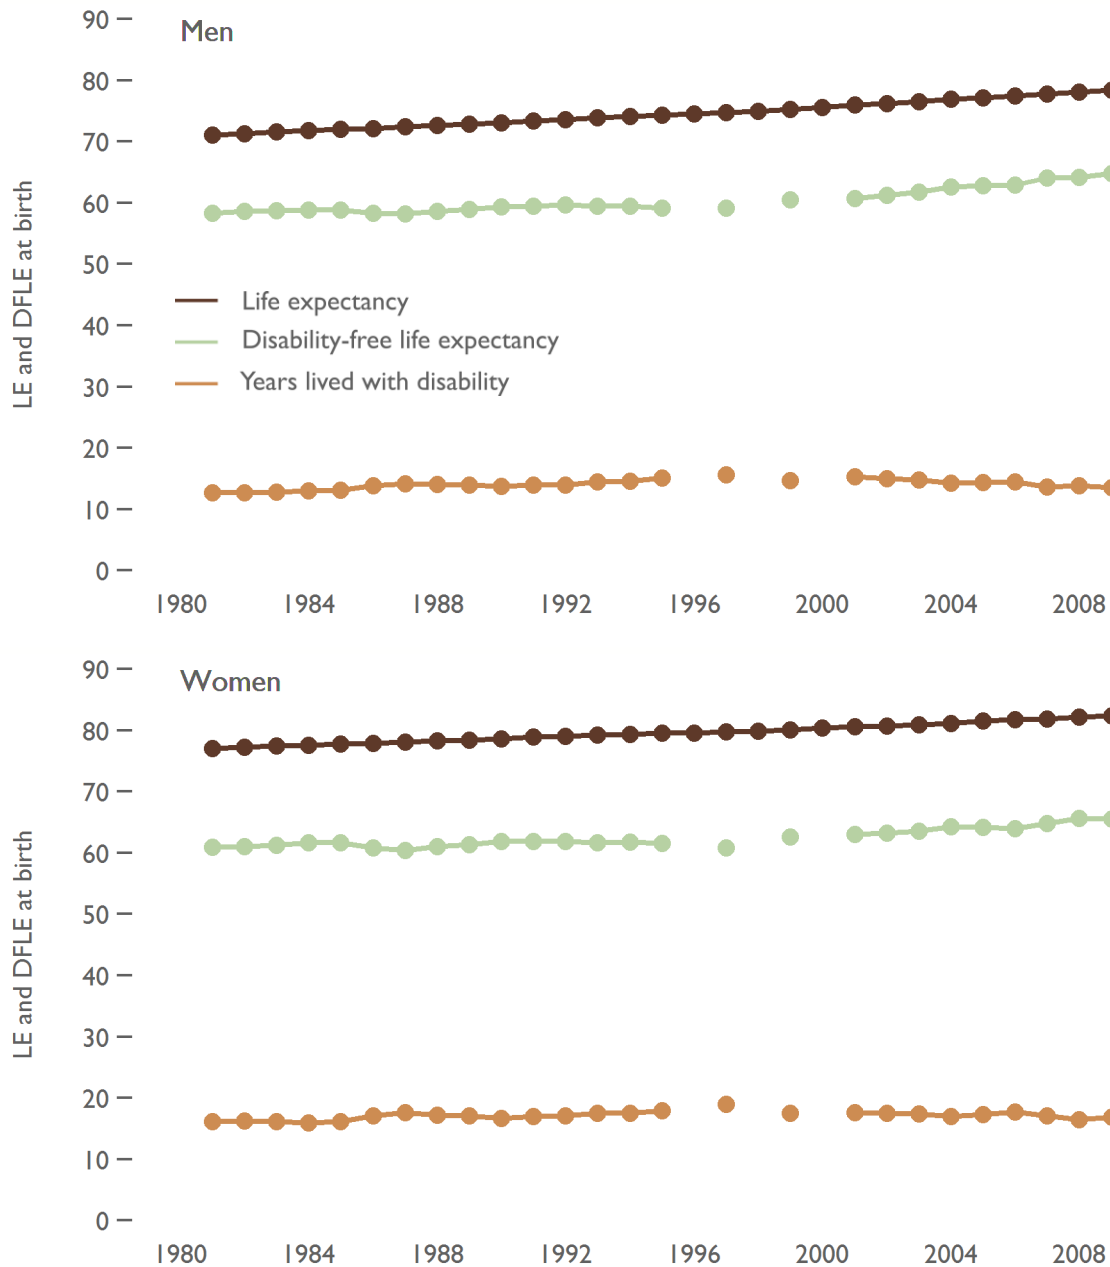 Men
90
80
70
60
50
40
30
20
10
0
LE and DFLE at birth
Life expectancy
Disability-free life expectancy
Years lived with disability
1980 1984 1988 1992 1996 2000 2004 2008
Women
90
80
70
60
50
40
30
20
10
0
LE and DFLE at birth
1980 1984 1988 1992 1996 2000 2004 2008